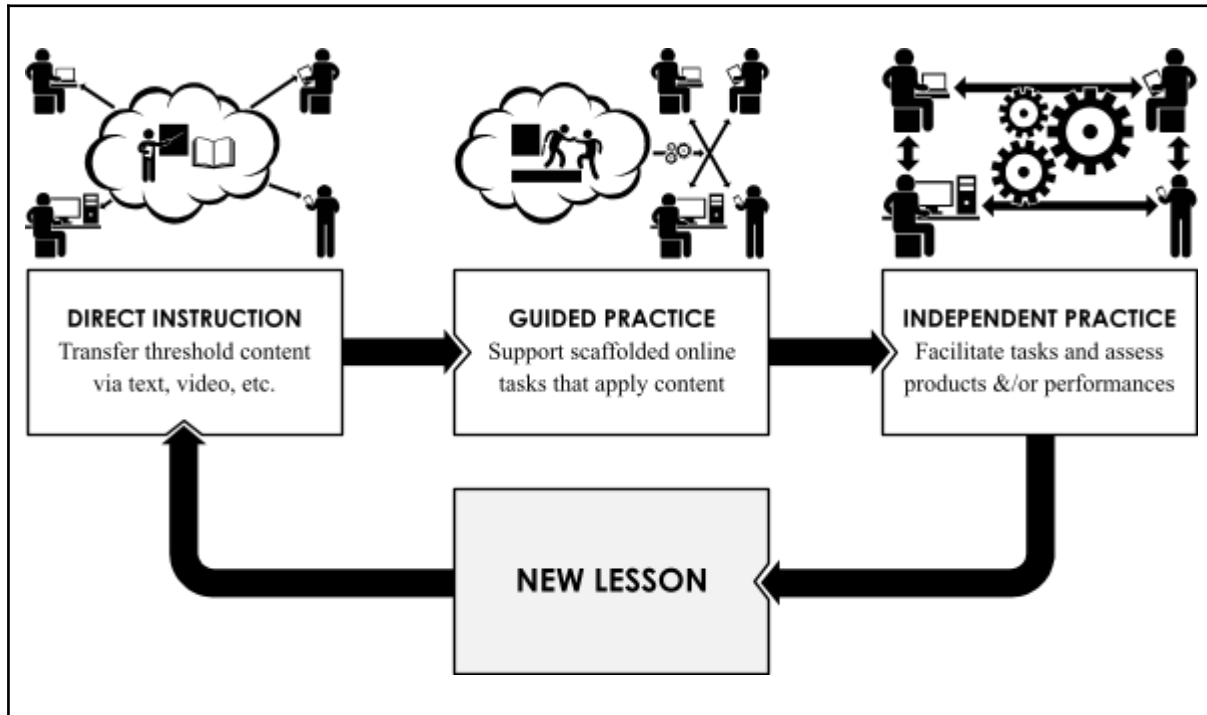 DIRECT INSTRUCTION
Transfer threshold content
via text, video, etc.
GUIDED PRACTICE
Support scaffolded online
tasks that apply content
INDEPENDENT PRACTICE
Facilitate tasks and assess
products &/or performances
NEW LESSON